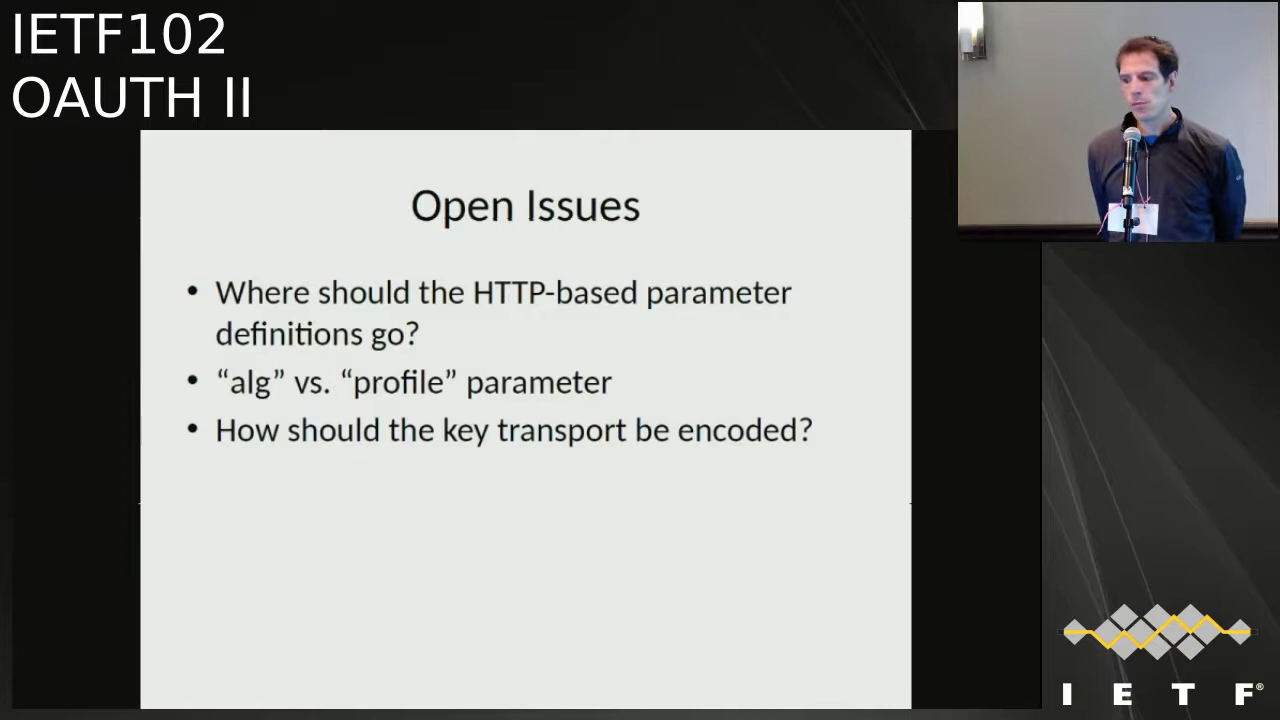 IETF102
OAUTH II
Open Issues
• Where should the HTTP-based parameter
definitions go?
• “alg” vs. “profile” parameter
• How should the key transport be encoded?
I E T F®